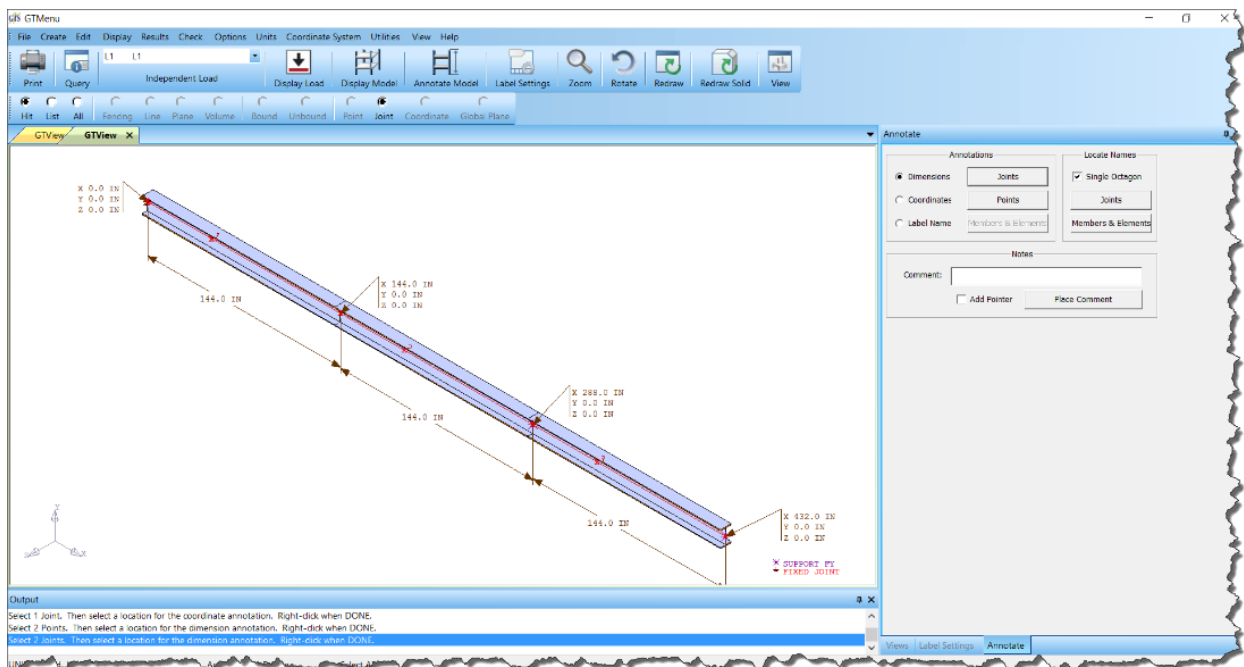 GTS GTMenu
File Create Edit Display Results Check Options Units Coordinate System Utilities View Help
L1 L1
Independent Load
Print Query Display Load Display Model Annotate Model Label Settings Zoom Rotate Redraw Redraw Solid View
Hit List All Fencing Line Plane Volume Bound Unbound Point Joint Coordinate Global Plane
GTView GTView X
X 0.0 IN
Y 0.0 IN
Z 0.0 IN
1
144.0 IN
X 144.0 IN
Y 0.0 IN
Z 0.0 IN
2
144.0 IN
X 288.0 IN
Y 0.0 IN
Z 0.0 IN
3
144.0 IN
X 432.0 IN
Y 0.0 IN
Z 0.0 IN
Y
X
SUPPORT FY
FIXED JOINT
Annotate
Annotations
Dimensions Joints
Coordinates Points
Label Name Members & Elements
Locate Names
Single Octagon
Joints
Members & Elements
Notes
Comment:
Add Pointer Place Comment
Output
Select 1 Joint. Then select a location for the coordinate annotation. Right-click when DONE.
Select 2 Points. Then select a location for the dimension annotation. Right-click when DONE.
Select 2 Joints. Then select a location for the dimension annotation. Right-click when DONE.
Views Label Settings Annotate